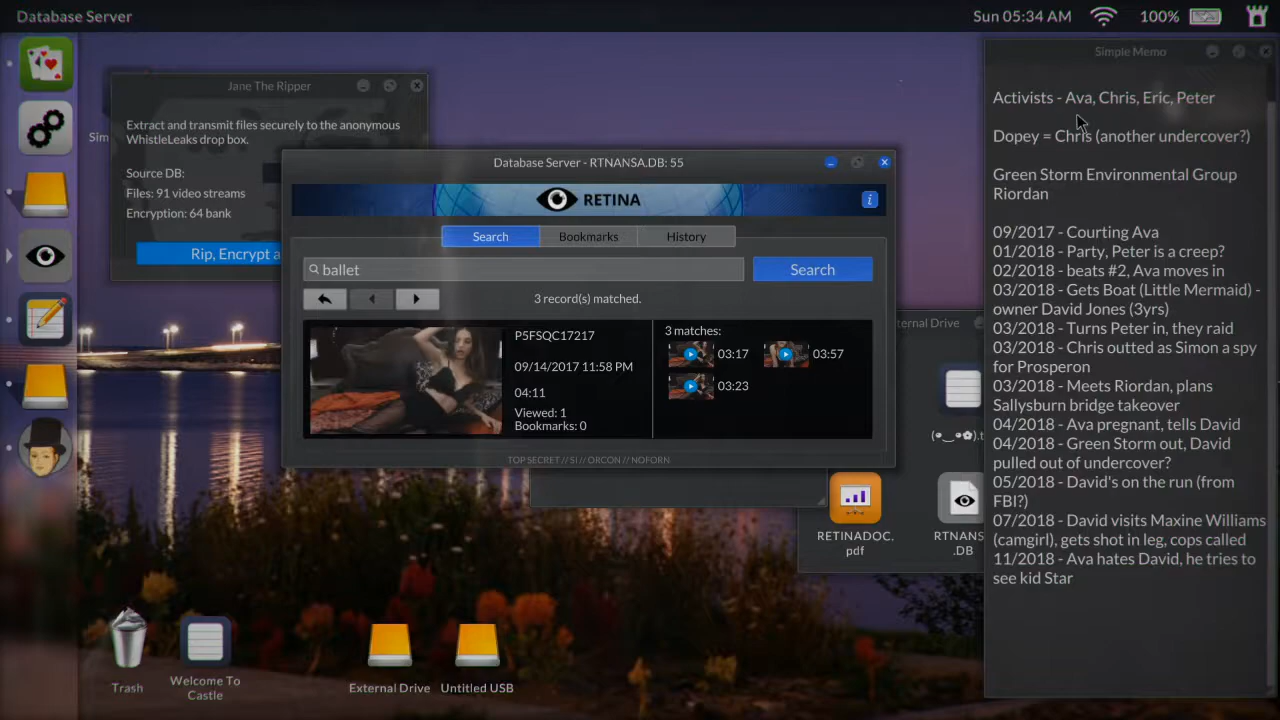 Database Server
Sun 05:34 AM
100%
Jane The Ripper
Extract and transmit files securely to the anonymous
WhistleLeaks drop box.
Source DB:
Files: 91 video streams
Encryption: 64 bank
Rip, Encrypt a
Sim
Database Server - RTNANSA.DB: 55
RETINA
i
Search
Bookmarks
History
ballet
Search
3 record(s) matched.
P5FSQC17217
09/14/2017 11:58 PM
04:11
Viewed: 1
Bookmarks: 0
3 matches:
03:17
03:57
03:23
TOP SECRET // SI // ORCON // NOFORN
ternal Drive
(•‿•✿).t
RETINADOC.
pdf
RTNANS
.DB
Simple Memo
Activists - Ava, Chris, Eric, Peter
Dopey = Chris (another undercover?)
Green Storm Environmental Group
Riordan
09/2017 - Courting Ava
01/2018 - Party, Peter is a creep?
02/2018 - beats #2, Ava moves in
03/2018 - Gets Boat (Little Mermaid) -
owner David Jones (3yrs)
03/2018 - Turns Peter in, they raid
03/2018 - Chris outted as Simon a spy
for Prosperon
03/2018 - Meets Riordan, plans
Sallysburn bridge takeover
04/2018 - Ava pregnant, tells David
04/2018 - Green Storm out, David
pulled out of undercover?
05/2018 - David's on the run (from
FBI?)
07/2018 - David visits Maxine Williams
(camgirl), gets shot in leg, cops called
11/2018 - Ava hates David, he tries to
see kid Star
Trash
Welcome To
Castle
External Drive
Untitled USB